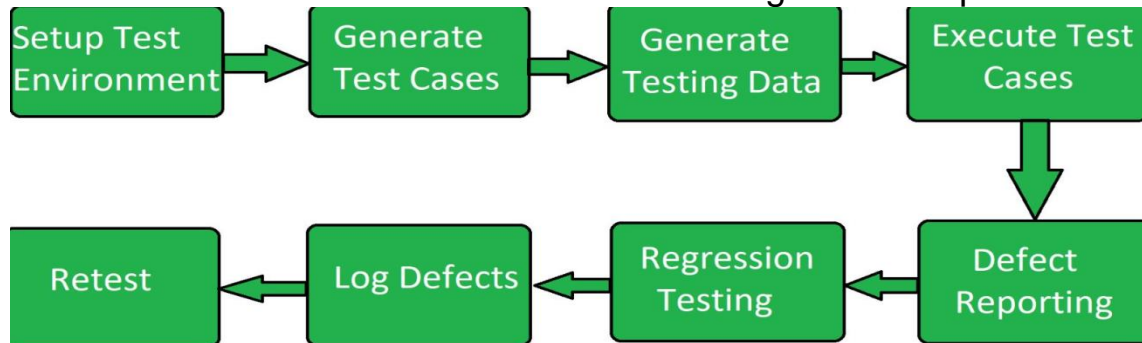 Setup Test
Environment
Generate
Test Cases
Generate
Testing Data
Execute Test
Cases
Defect
Reporting
Regression
Testing
Log Defects
Retest